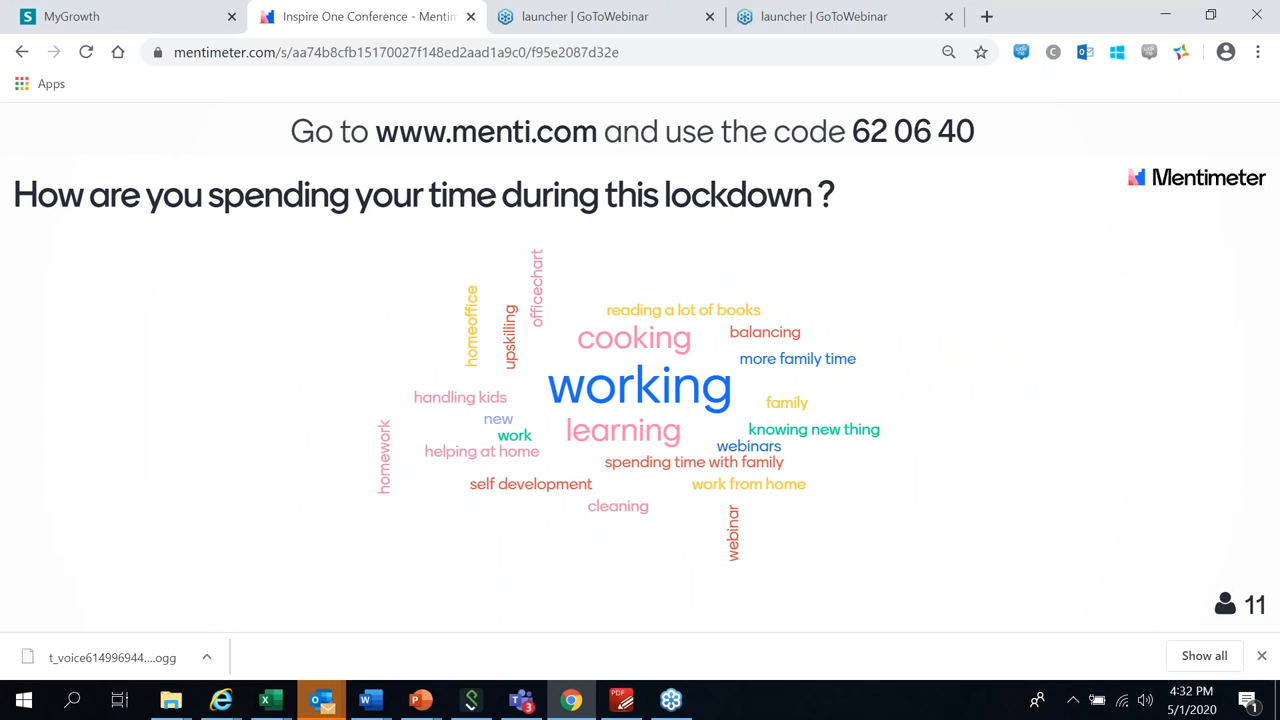 MyGrowth
Inspire One Conference - Mentim
launcher | GoToWebinar
launcher | GoToWebinar
mentimeter.com/s/aa74b8cfb15170027f148ed2aad1a9c0/f95e2087d32e
Apps
Go to www.menti.com and use the code 62 06 40
Mentimeter
How are you spending your time during this lockdown ?
officechart
homeoffice
upskilling
reading a lot of books
cooking
balancing
more family time
working
handling kids
family
new
learning
knowing new thing
work
webinars
homework
helping at home
spending time with family
self development
work from home
cleaning
webinar
11
t_voice614996944....ogg
Show all
4:32 PM
5/1/2020